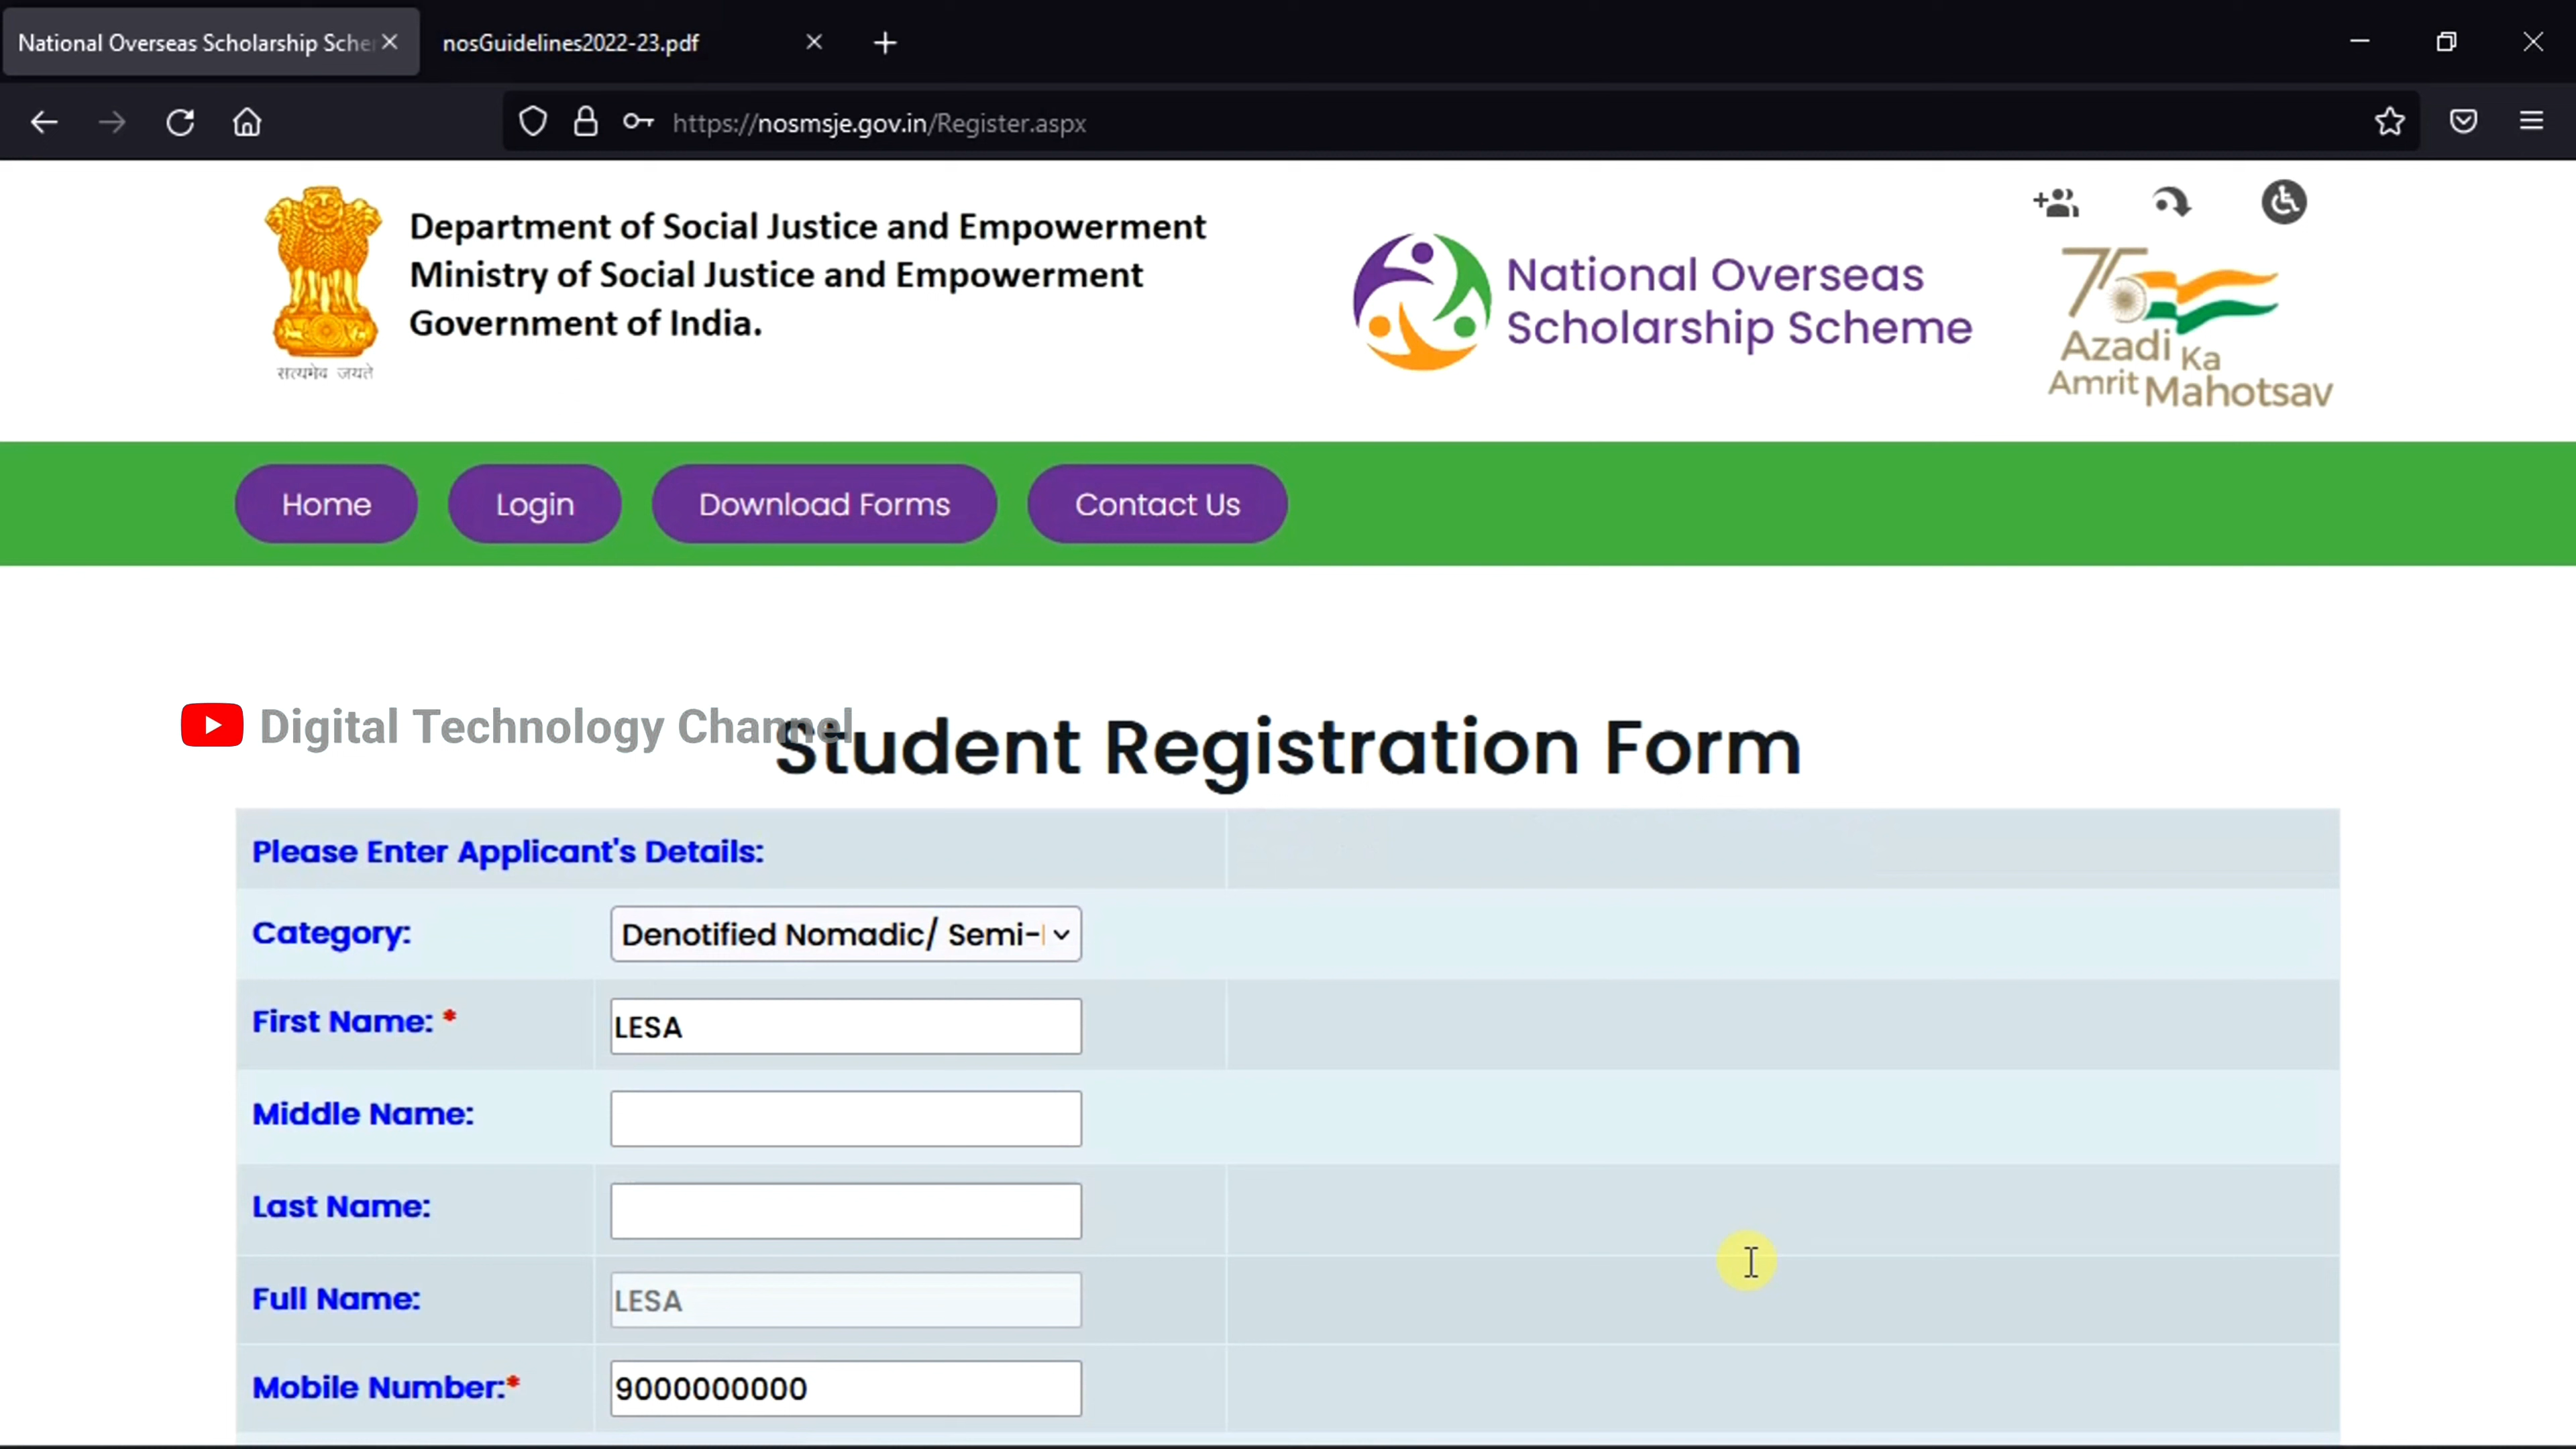 National Overseas Scholarship Sche
nosGuidelines2022-23.pdf
https://nosmsje.gov.in/Register.aspx
Department of Social Justice and Empowerment
Ministry of Social Justice and Empowerment
Government of India.
सत्यमेव जयते
National Overseas
Scholarship Scheme
75
Azadi Ka
Amrit Mahotsav
Home
Login
Download Forms
Contact Us
Digital Technology Channel
Student Registration Form
Please Enter Applicant's Details:
Category:
Denotified Nomadic/ Semi-
First Name: *
LESA
Middle Name:
Last Name:
Full Name:
LESA
Mobile Number:*
9000000000